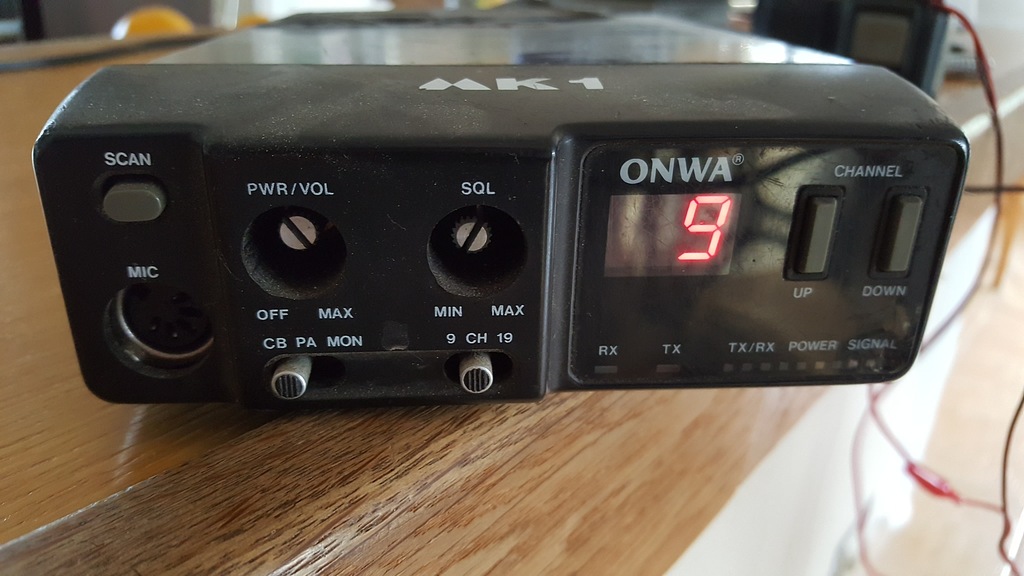 MK1
SCAN
PWR/VOL
SQL
ONWA®
CHANNEL
9
MIC
UP
DOWN
OFF MAX
MIN MAX
CB PA MON
9 CH 19
RX TX TX/RX POWER SIGNAL